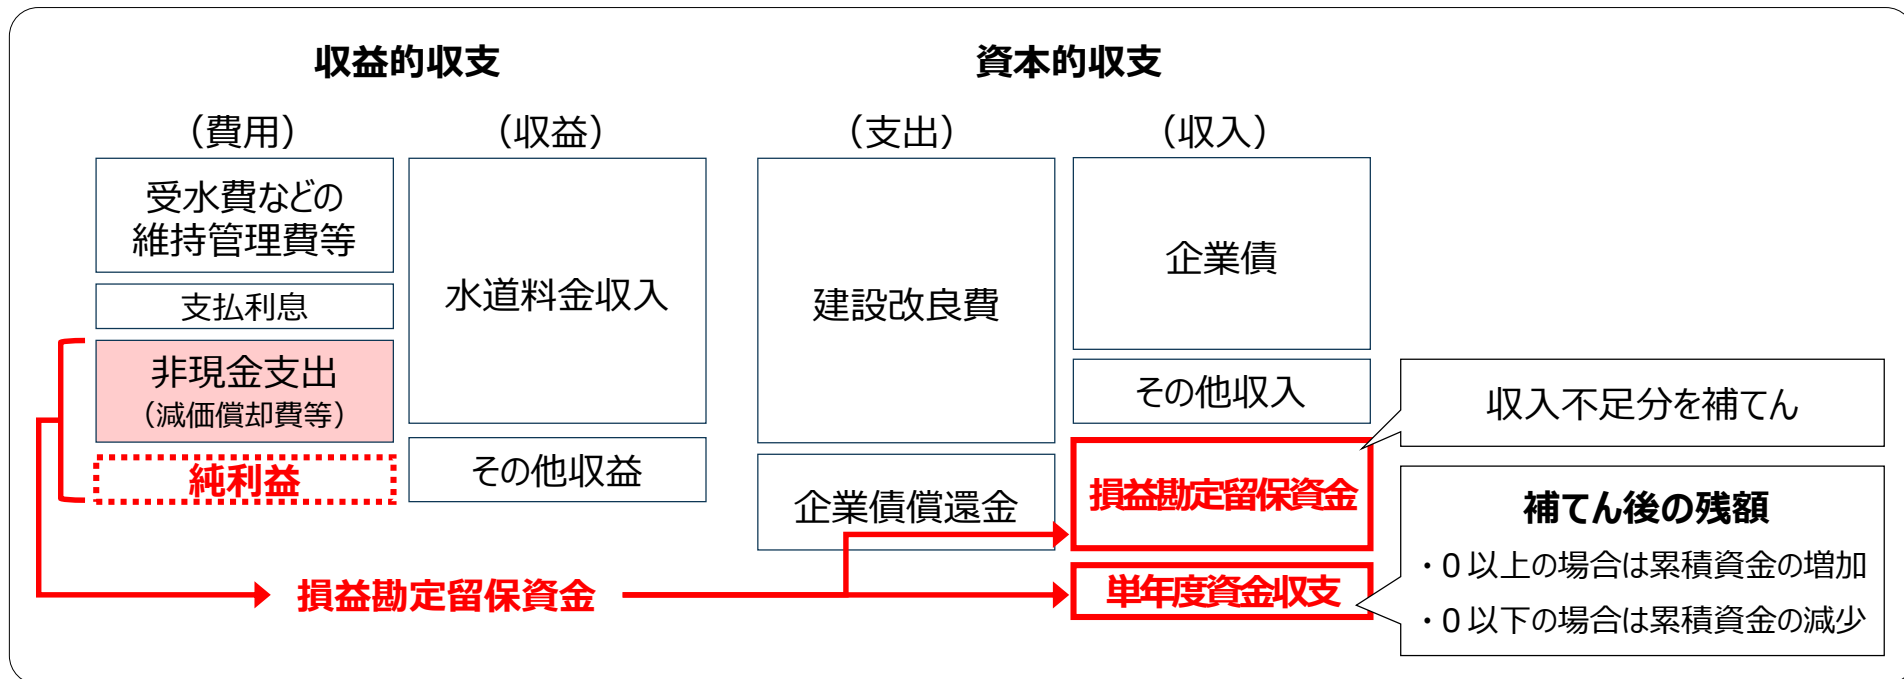 収益的収支
資本的収支
（費用）
（収益）
（支出）
（収入）
受水費などの
維持管理費等
支払利息
非現金支出
（減価償却費等）
純利益
水道料金収入
その他収益
建設改良費
企業債償還金
企業債
その他収入
損益勘定留保資金
単年度資金収支
損益勘定留保資金
収入不足分を補てん
補てん後の残額
・0 以上の場合は累積資金の増加
・0 以下の場合は累積資金の減少